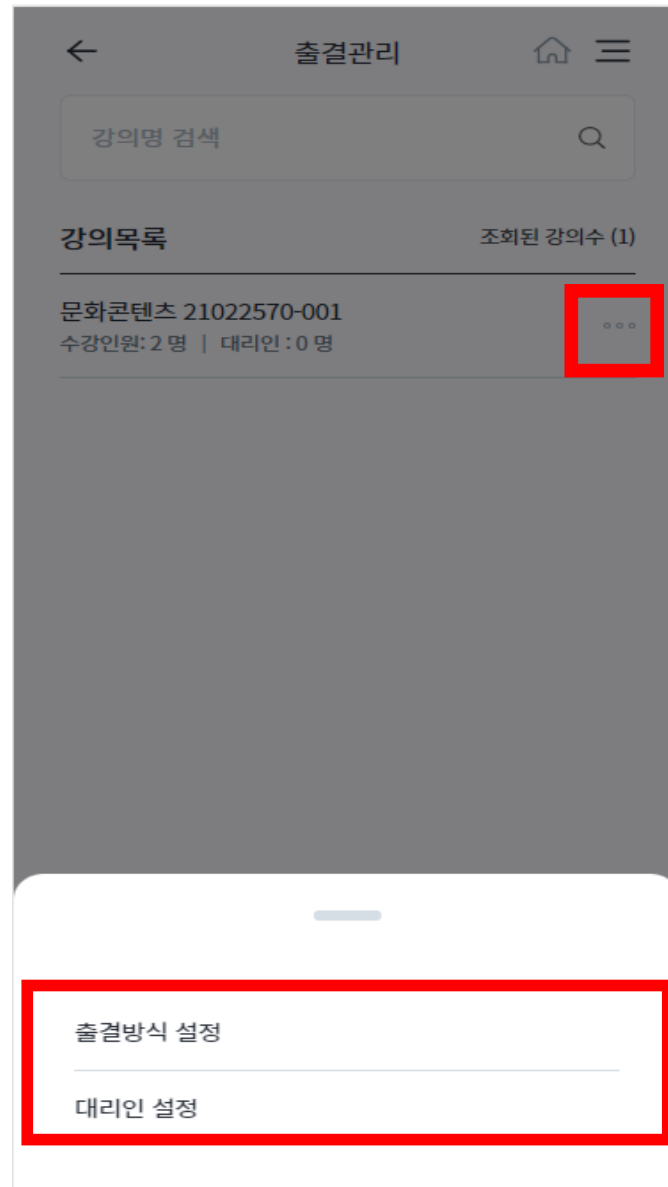 출결관리
강의명 검색
강의목록 조회된 강의수 (1)
문화콘텐츠 21022570-001
수강인원: 2 명 | 대리인 : 0 명
출결방식 설정
대리인 설정